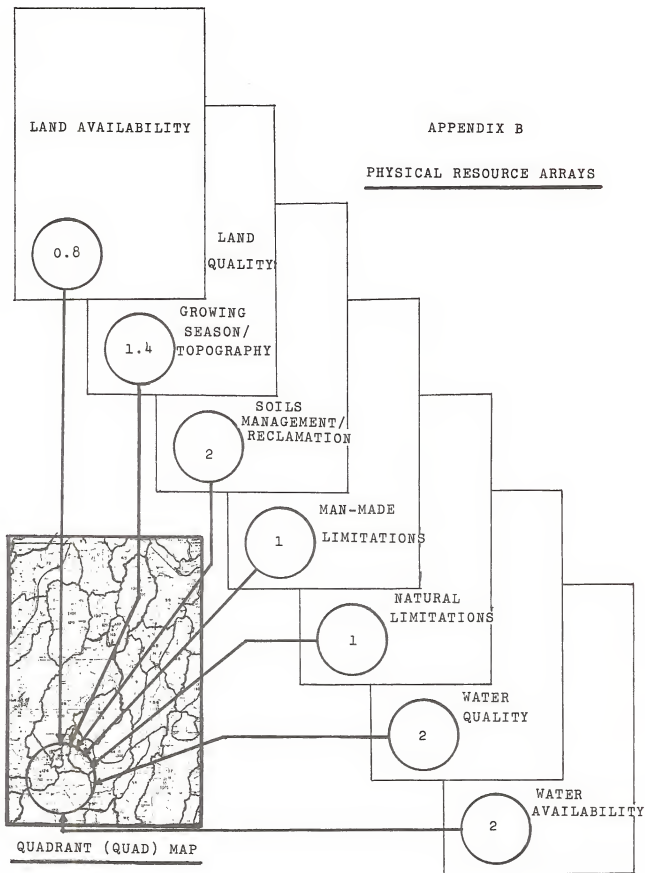 LAND AVAILABILITY
0.8
APPENDIX B
PHYSICAL RESOURCE ARRAYS
LAND
QUALITY
1.4
GROWING
SEASON/
TOPOGRAPHY
2
SOILS
MANAGEMENT/
RECLAMATION
1
MAN-MADE
LIMITATIONS
1
NATURAL
LIMITATIONS
2
WATER
QUALITY
2
WATER
AVAILABILITY
QUADRANT (QUAD) MAP